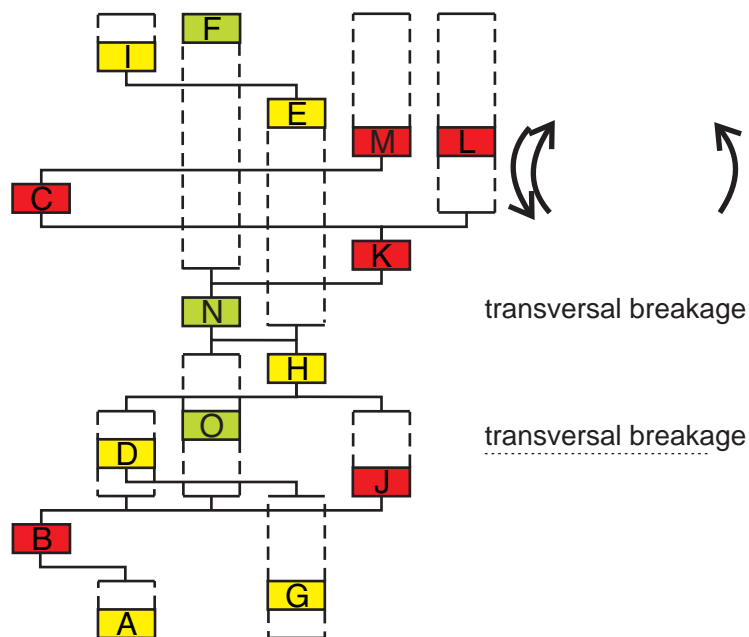 F
I
E
M L
C
K
N transversal breakage
H
O transversal breakage
D
J
B
G
A